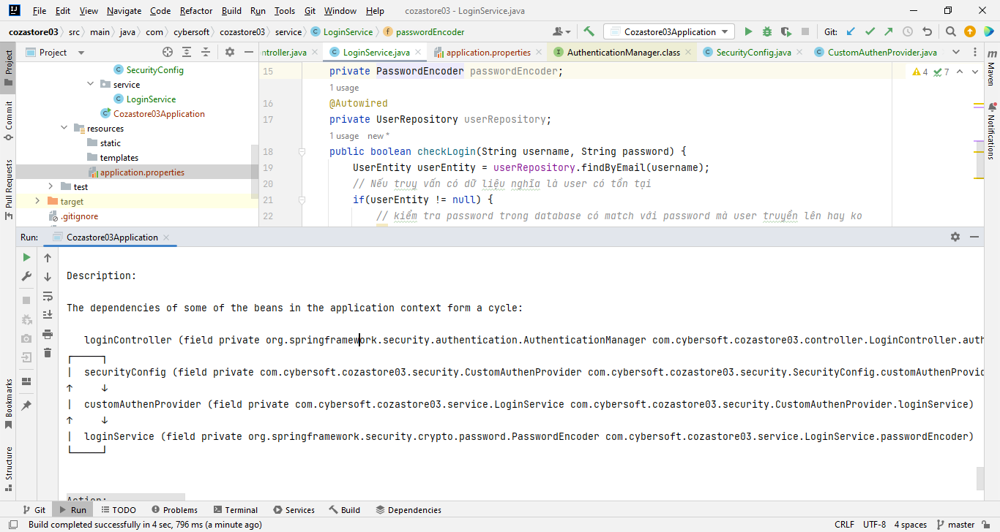 File Edit View Navigate Code Refactor Build Run Tools Git Window Help cozastore03 - LoginService.java
cozastore03 src main java com cybersoft cozastore03 service LoginService passwordEncoder Cozastore03Application Git:
Project
ntroller.java LoginService.java application.properties AuthenticationManager.class SecurityConfig.java CustomAuthenProvider.java
SecurityConfig
service
LoginService
Cozastore03Application
resources
static
templates
application.properties
test
target
.gitignore
15 private PasswordEncoder passwordEncoder; 4 7
1 usage
16 @Autowired
17 private UserRepository userRepository;
1 usage new *
18 public boolean checkLogin(String username, String password) {
19 UserEntity userEntity = userRepository.findByEmail(username);
20 // Nếu truy vấn có dữ liệu nghĩa là user có tồn tại
21 if(userEntity != null) {
22 // kiểm tra password trong database có match với password mà user truyền lên hay ko
Project
Commit
Pull Requests
Bookmarks
Structure
Maven
Notifications
Run: Cozastore03Application
Description:
The dependencies of some of the beans in the application context form a cycle:
loginController (field private org.springframework.security.authentication.AuthenticationManager com.cybersoft.cozastore03.controller.LoginController.auth
┌─────┐
| securityConfig (field private com.cybersoft.cozastore03.security.CustomAuthenProvider com.cybersoft.cozastore03.security.SecurityConfig.customAuthenProvid
↑ ↓
| customAuthenProvider (field private com.cybersoft.cozastore03.service.LoginService com.cybersoft.cozastore03.security.CustomAuthenProvider.loginService)
↑ ↓
| loginService (field private org.springframework.security.crypto.password.PasswordEncoder com.cybersoft.cozastore03.service.LoginService.passwordEncoder)
└─────┘
Action:
Git Run TODO Problems Terminal Services Build Dependencies
Build completed successfully in 4 sec, 796 ms (a minute ago) CRLF UTF-8 4 spaces master